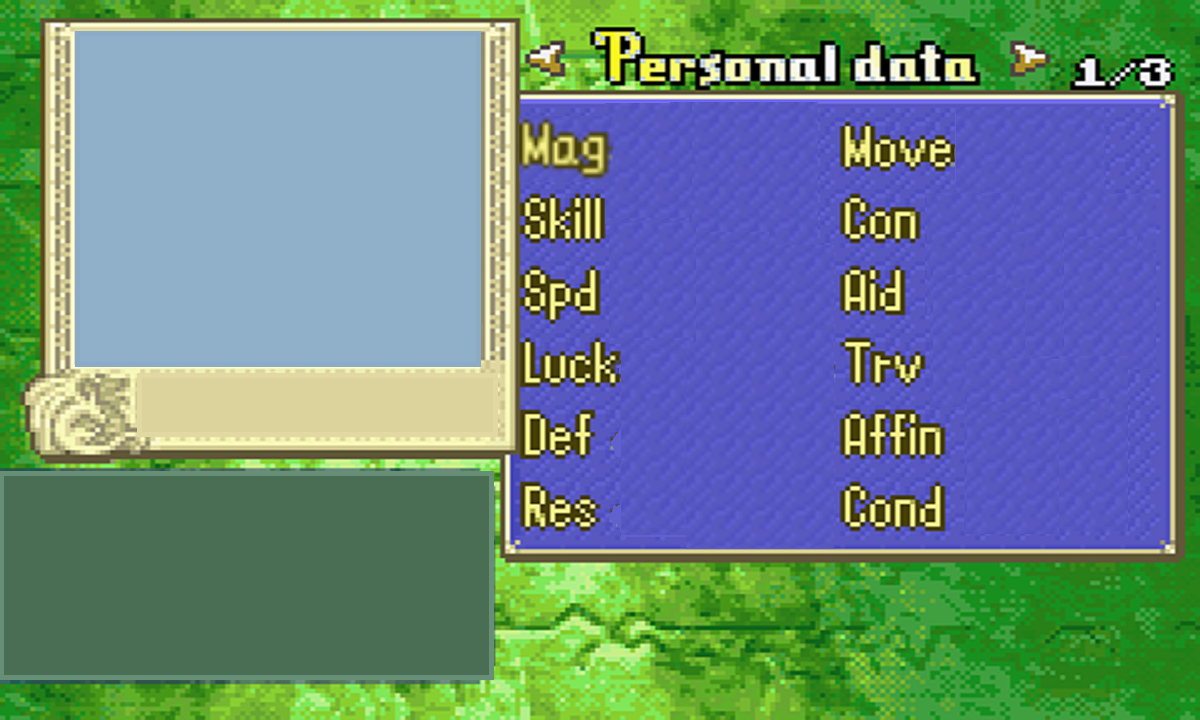 Personal data 1/3
Mag Move
Skill Con
Spd Aid
Luck Trv
Def Affin
Res Cond